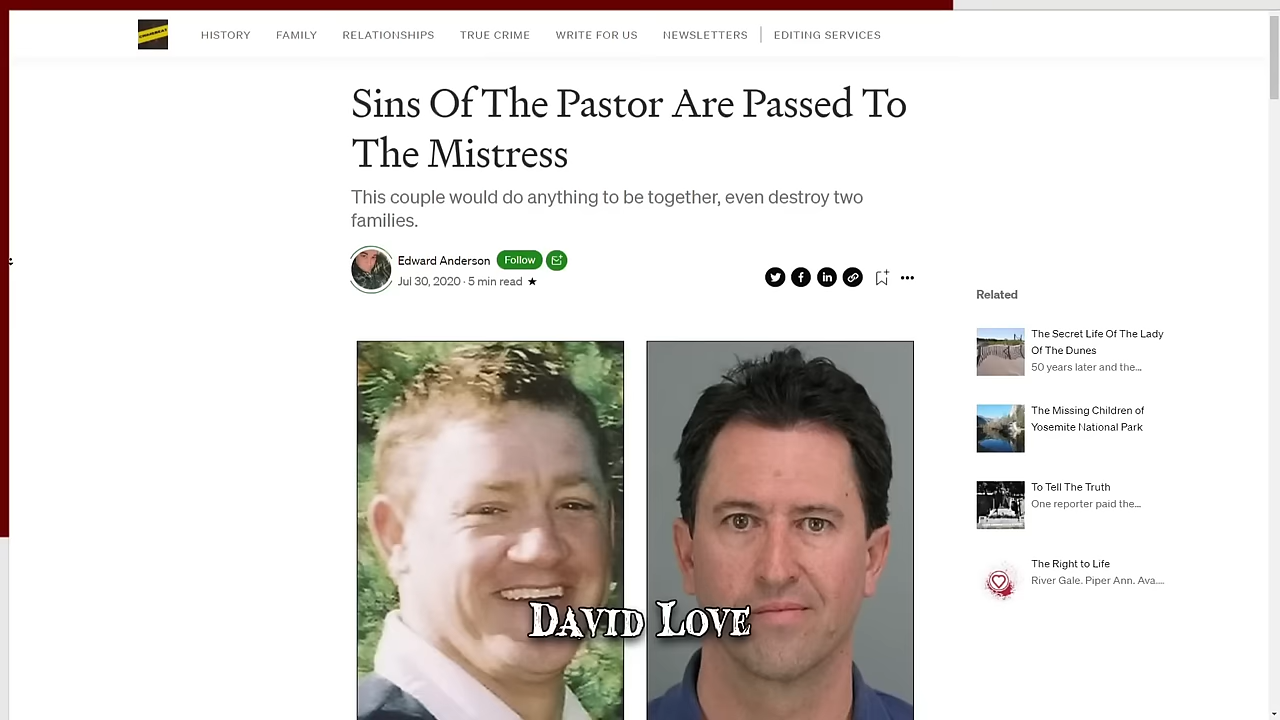 HISTORY FAMILY RELATIONSHIPS TRUE CRIME WRITE FOR US NEWSLETTERS EDITING SERVICES
Sins Of The Pastor Are Passed To
The Mistress
This couple would do anything to be together, even destroy two
families.
Edward Anderson Follow
Jul 30, 2020 · 5 min read ★
Related
The Secret Life Of The Lady
Of The Dunes
50 years later and the...
The Missing Children of
Yosemite National Park
To Tell The Truth
One reporter paid the...
The Right to Life
River Gale. Piper Ann. Ava....
DAVID LOVE